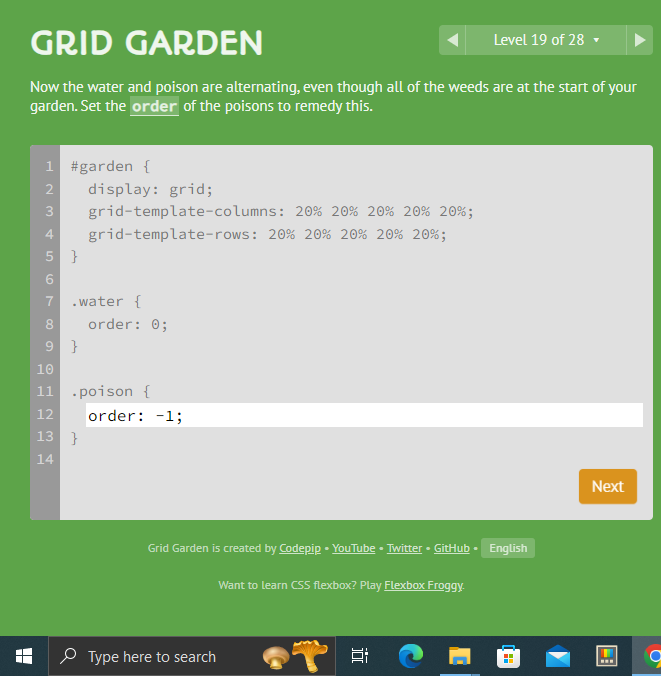 GRID GARDEN
Level 19 of 28
Now the water and poison are alternating, even though all of the weeds are at the start of your
garden. Set the order of the poisons to remedy this.
1 #garden {
2 display: grid;
3 grid-template-columns: 20% 20% 20% 20% 20%;
4 grid-template-rows: 20% 20% 20% 20% 20%;
5 }
6
7 .water {
8 order: 0;
9 }
10
11 .poison {
12 order: -1;
13 }
14
Next
Grid Garden is created by Codepip • YouTube • Twitter • GitHub • English
Want to learn CSS flexbox? Play Flexbox Froggy.
Type here to search